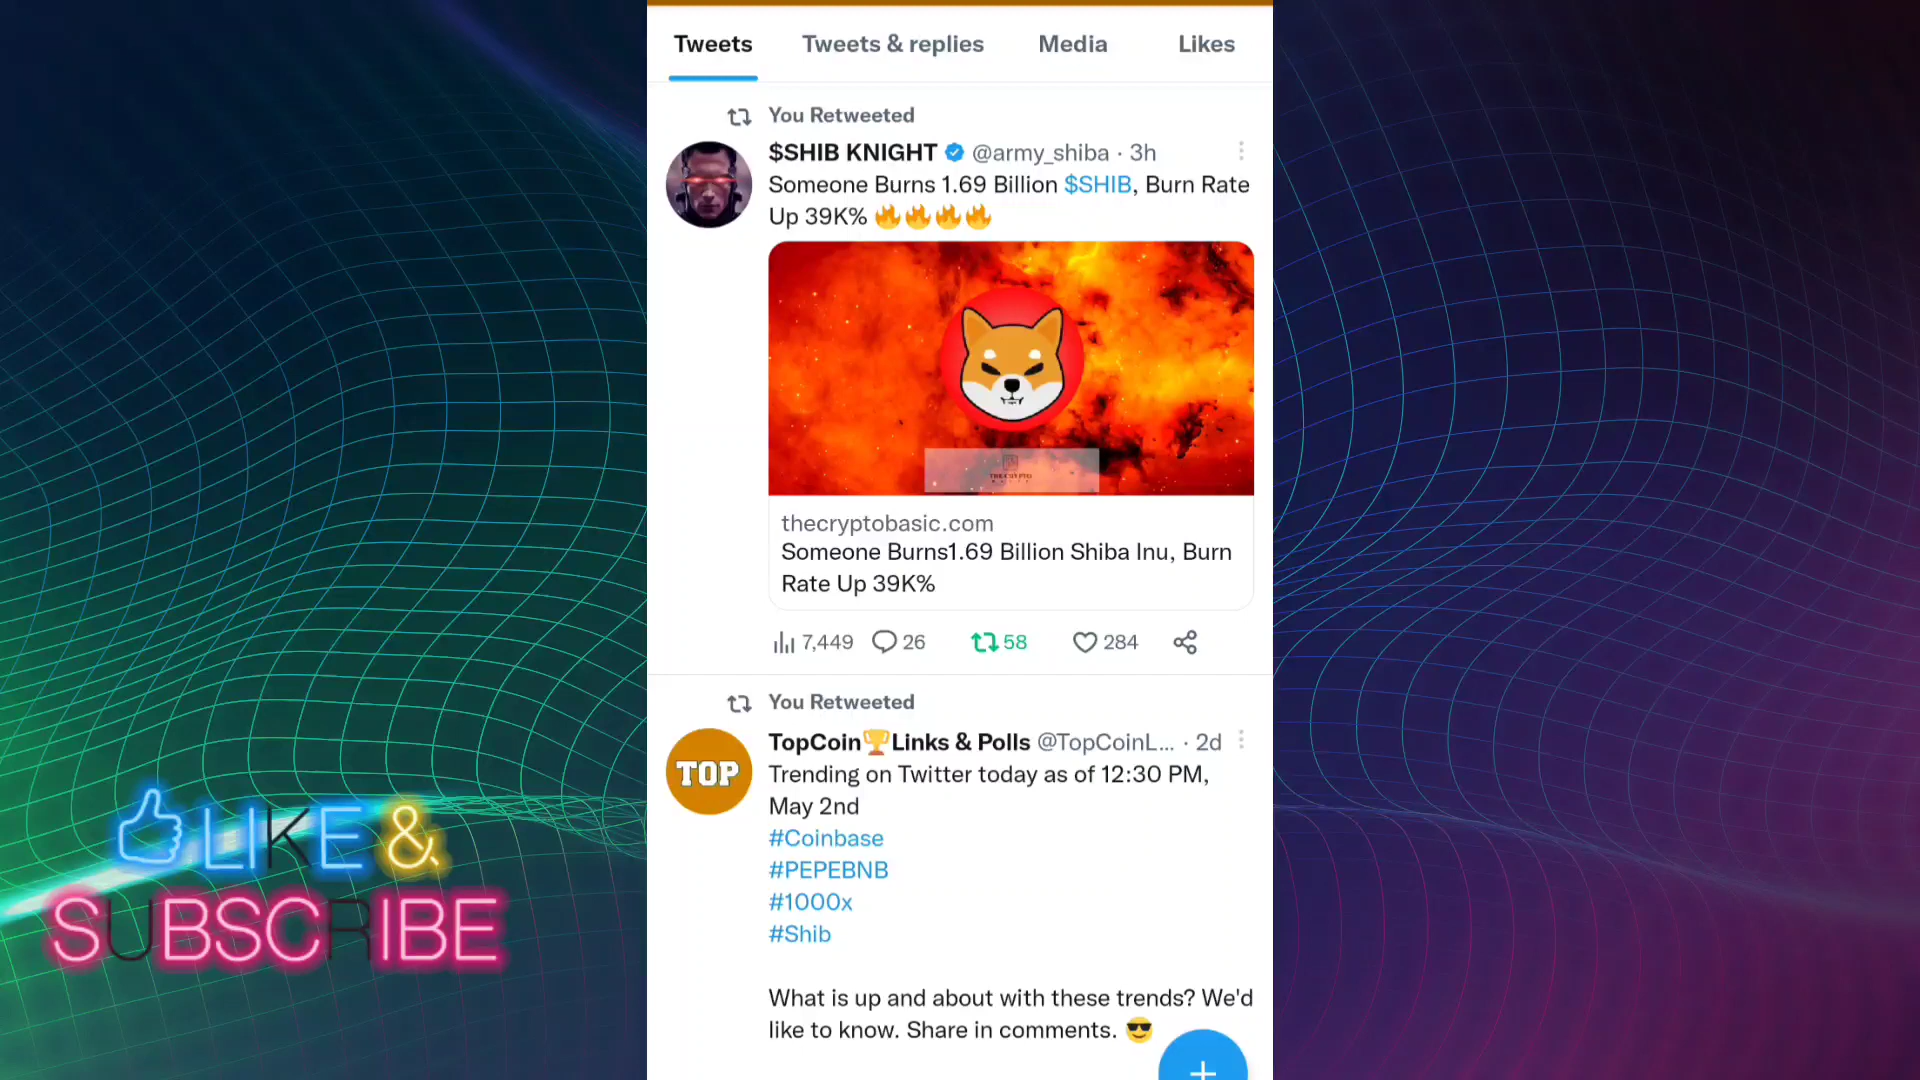 Tweets Tweets & replies Media Likes
You Retweeted
$SHIB KNIGHT @army_shiba · 3h
Someone Burns 1.69 Billion $SHIB, Burn Rate
Up 39K% 🔥🔥🔥🔥
THE CRYPTO
thecryptobasic.com
Someone Burns1.69 Billion Shiba Inu, Burn
Rate Up 39K%
7,449 26 58 284
You Retweeted
TOP
TopCoin🏆Links & Polls @TopCoinL... · 2d
Trending on Twitter today as of 12:30 PM,
May 2nd
#Coinbase
#PEPEBNB
#1000x
#Shib
What is up and about with these trends? We'd
like to know. Share in comments. 😎
LIKE &
SUBSCRIBE